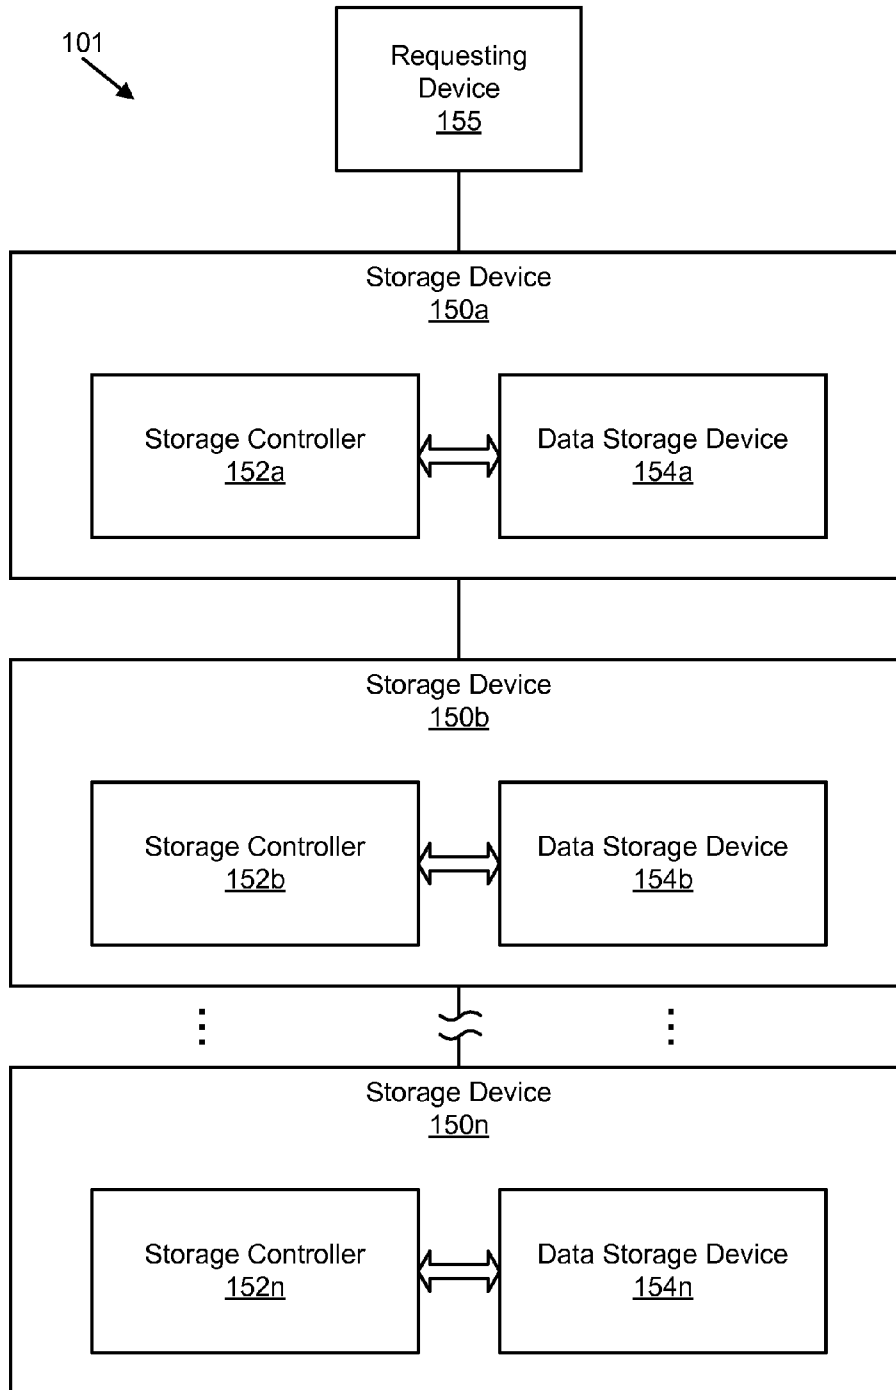 101
Requesting
Device
155
Storage Device
150a
Storage Controller
152a
Data Storage Device
154a
Storage Device
150b
Storage Controller
152b
Data Storage Device
154b
Storage Device
150n
Storage Controller
152n
Data Storage Device
154n